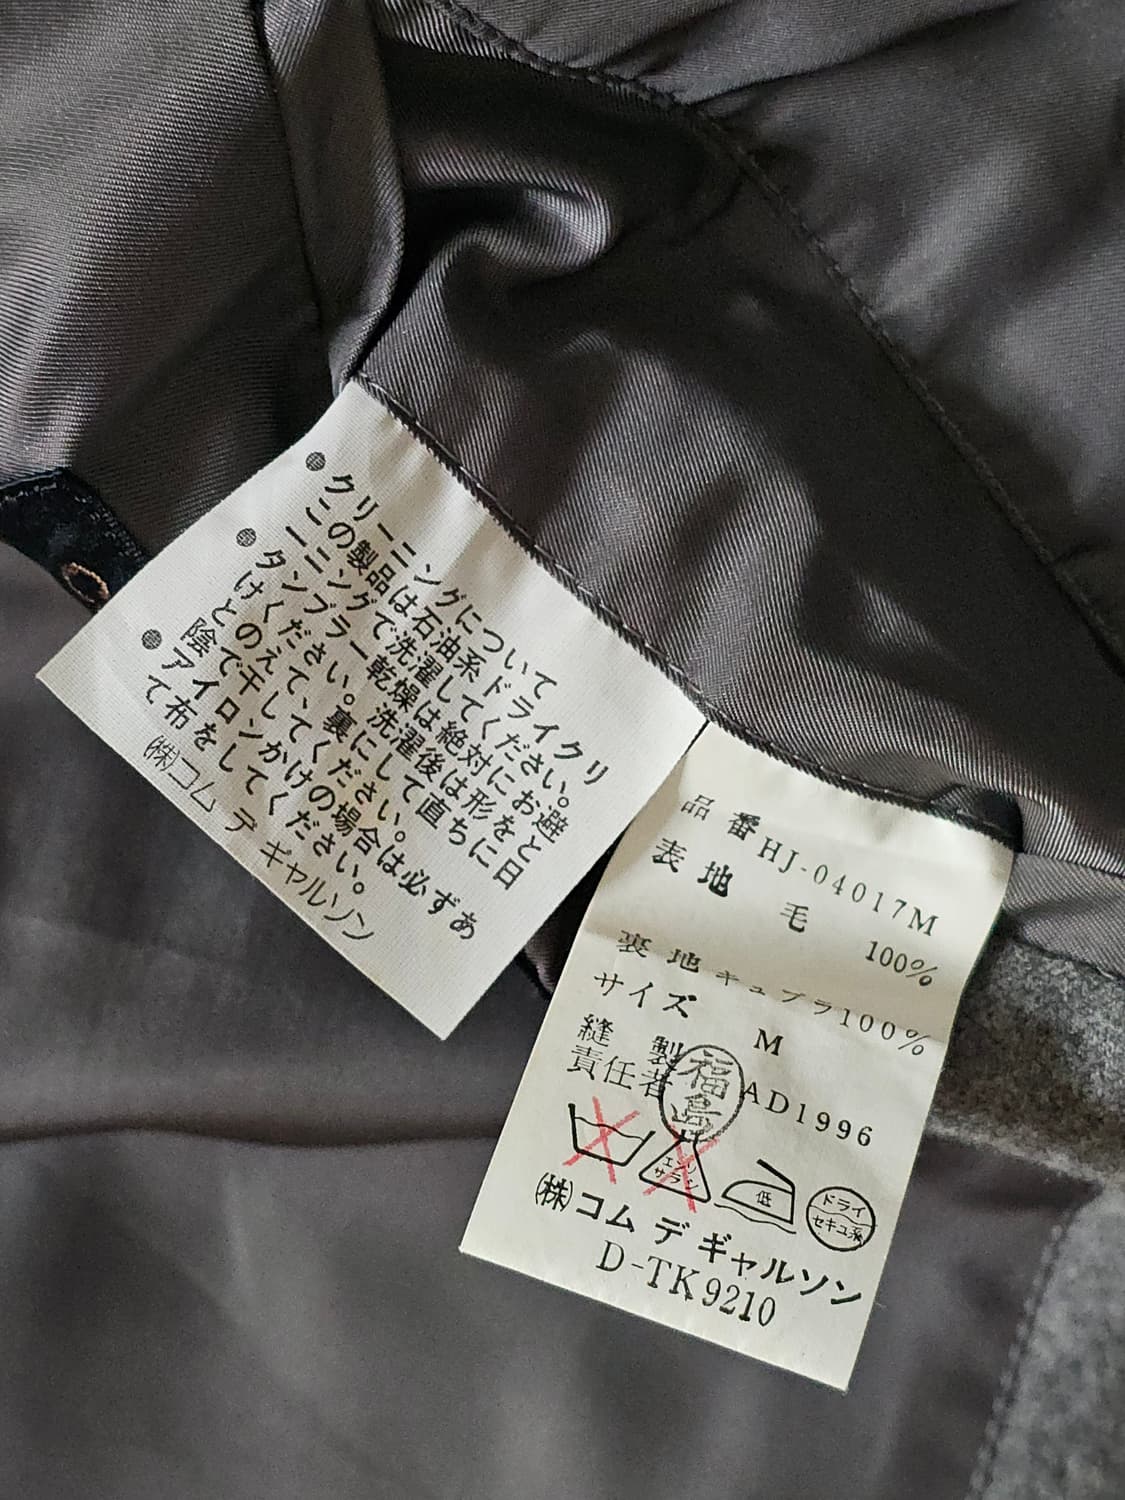 ●クリーニングについて
この製品は石油系ドライクリ
ーニングで洗濯してください。
●タンブラー乾燥は絶対にお避
けください。洗濯後は形をと
とのえて、裏にして直ちに日
陰で干してください。
●アイロンかけの場合は必ずあ
て布をしてください。
㈱コム デ ギャルソン
品番 HJ-04017M
表地 毛 100%
裏地 キュプラ100%
サイズ M
縫製
責任者 福島 AD1996
エンソ
サラシ
低
ドライ
セキユ系
㈱コム デ ギャルソン
D-TK9210